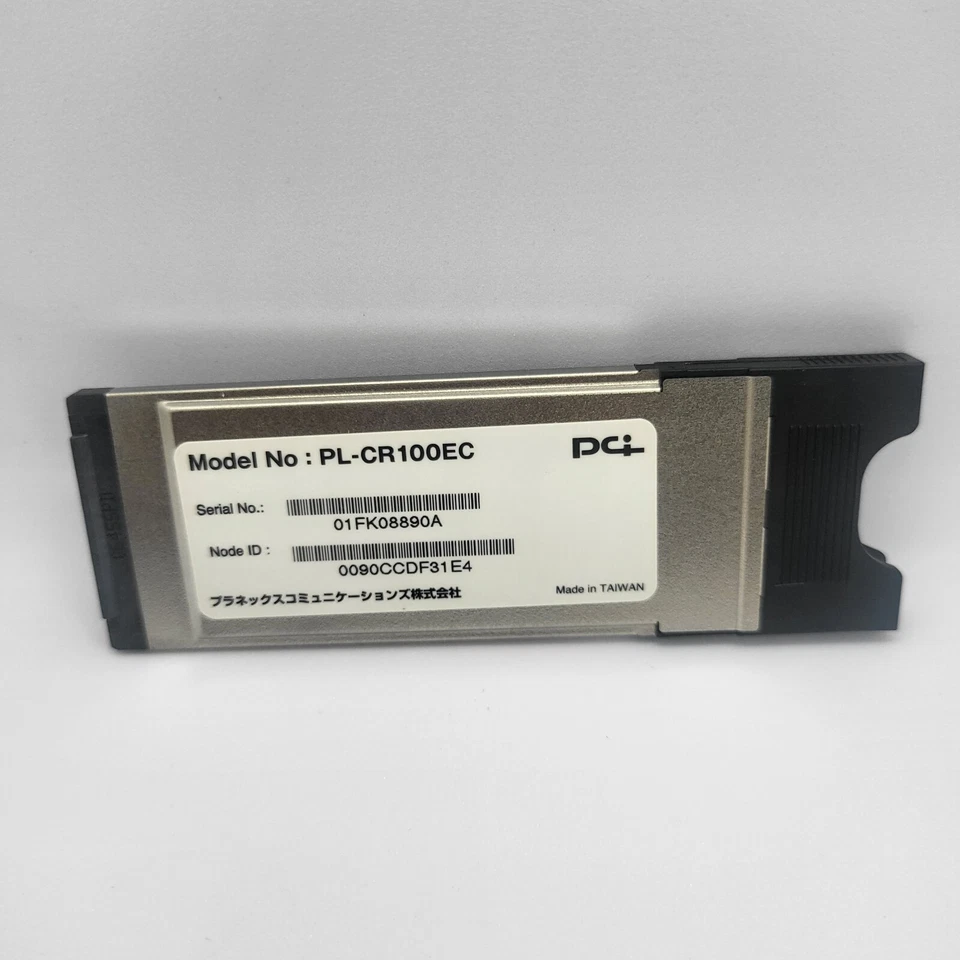 Model No : PL-CR100EC
PCi
Serial No.:
01FK08890A
Node ID :
0090CCDF31E4
プラネックスコミュニケーションズ株式会社
Made in TAIWAN